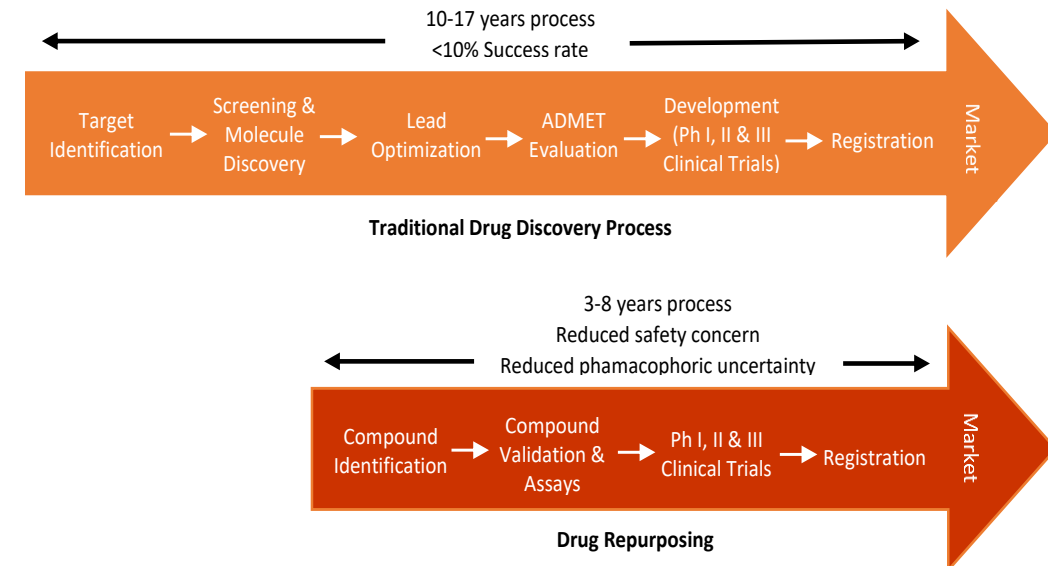 10-17 years process
<10% Success rate
Target
Identification
Screening &
Molecule
Discovery
Lead
Optimization
ADMET
Evaluation
Development
(Ph I, II & III
Clinical Trials)
Registration
Market
Traditional Drug Discovery Process
3-8 years process
Reduced safety concern
Reduced phamacophoric uncertainty
Compound
Identification
Compound
Validation &
Assays
Ph I, II & III
Clinical Trials
Registration
Market
Drug Repurposing